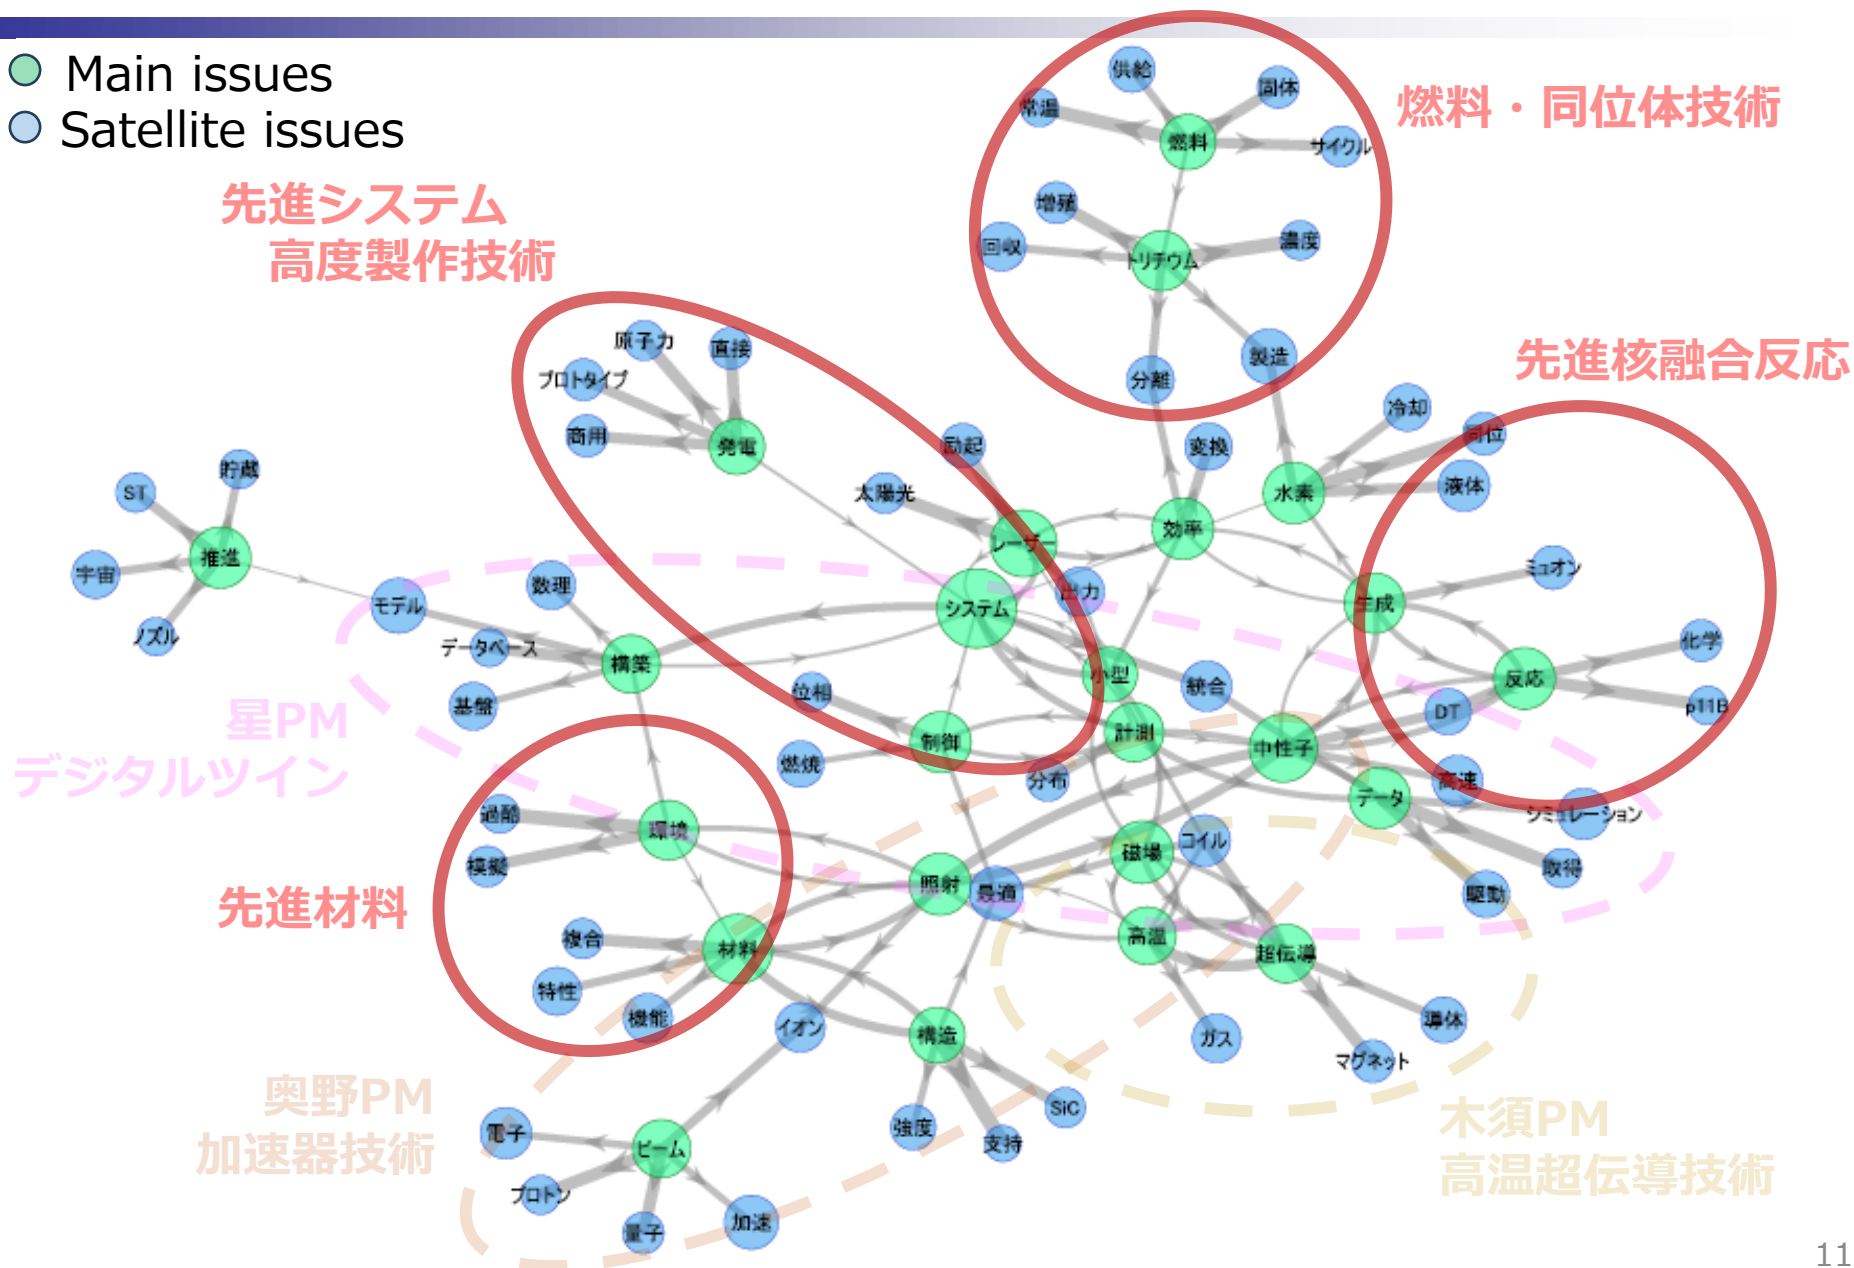 Main issues
Satellite issues
燃料・同位体技術
先進システム
高度製作技術
先進核融合反応
先進材料
星PM
デジタルツイン
奥野PM
加速器技術
木須PM
高温超伝導技術
供給
固体
常温
燃料
サイクル
増殖
回収
トリチウム
濃度
分離
製造
原子力
直接
プロトタイプ
商用
発電
励起
太陽光
レーザー
変換
効率
冷却
同位
水素
液体
ST
貯蔵
推進
宇宙
ノズル
モデル
数理
データベース
構築
基盤
システム
出力
小型
統合
生成
ミュオン
化学
反応
p11B
DT
位相
制御
燃焼
分布
計測
中性子
高速
データ
シミュレーション
取得
駆動
過酷
環境
模擬
照射
最適
磁場
コイル
高温
超伝導
複合
材料
特性
機能
イオン
構造
ガス
導体
マグネット
電子
ビーム
プロトン
量子
加速
強度
支持
SiC
11